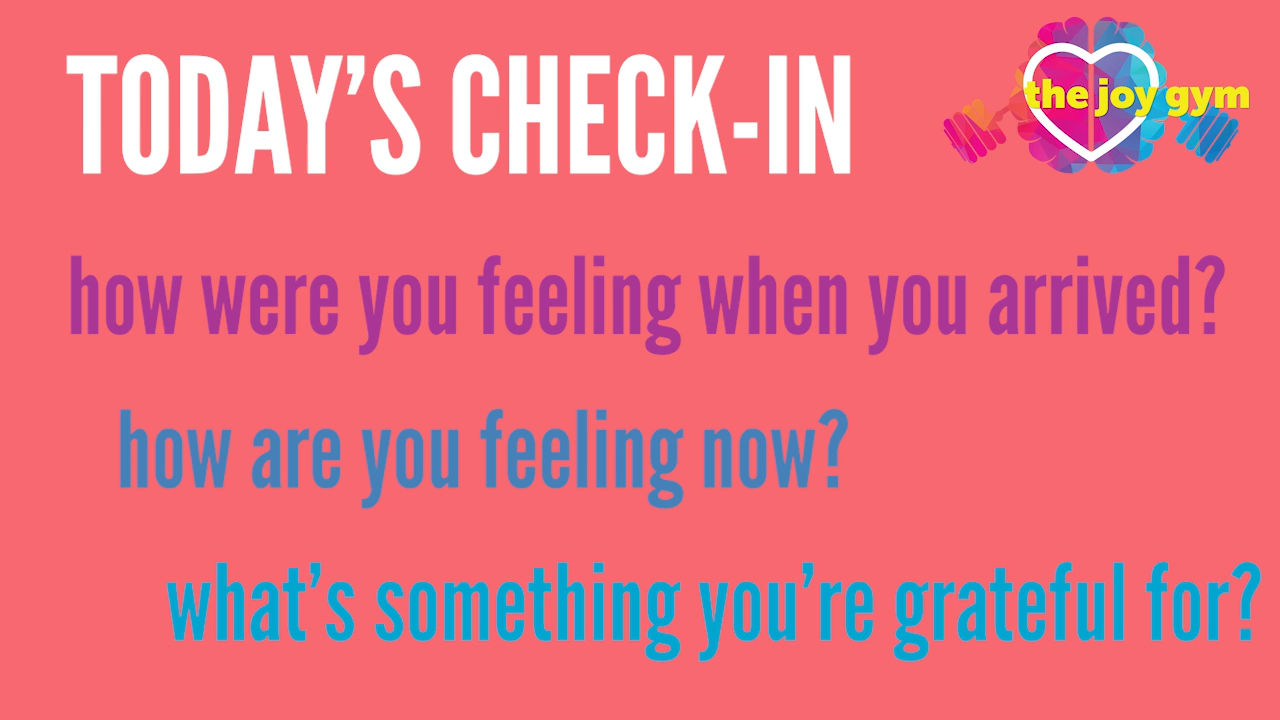 TODAY’S CHECK-IN
the joy gym
how were you feeling when you arrived?
how are you feeling now?
what’s something you’re grateful for?